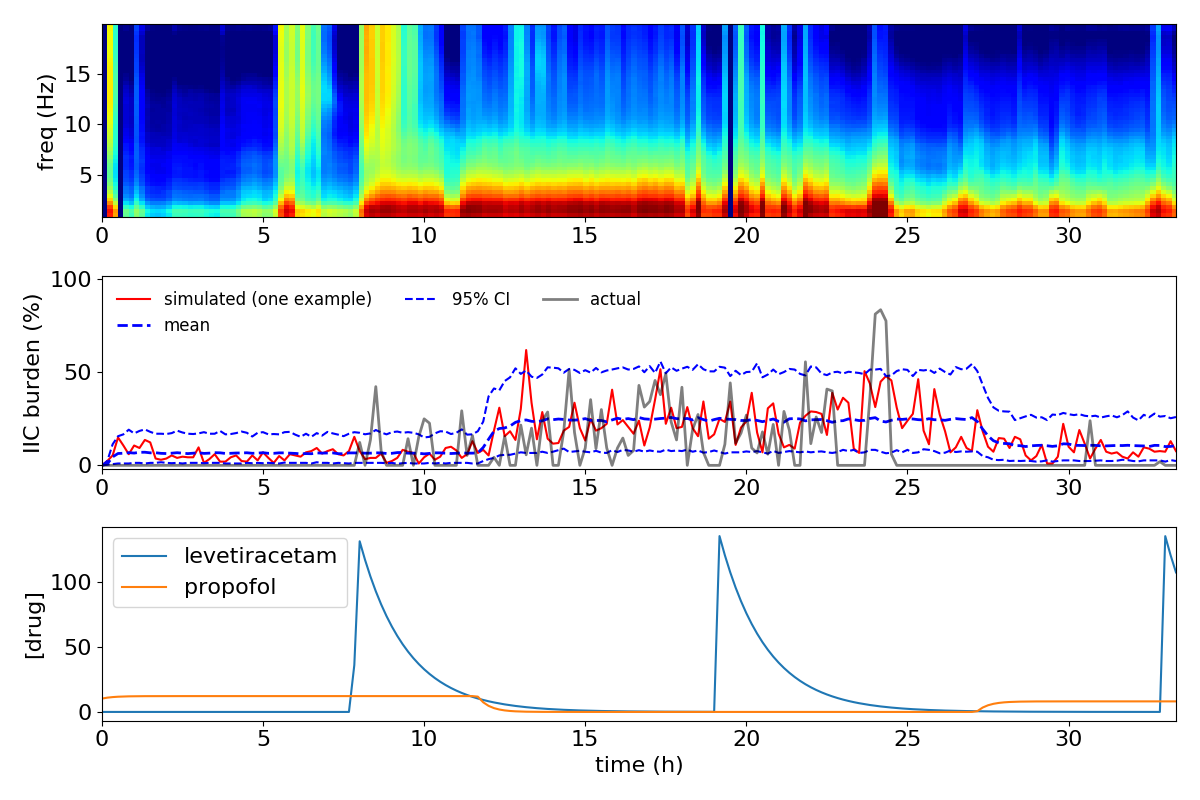 freq (Hz)
15
10
5
0 5 10 15 20 25 30
IIC burden (%)
100
50
0
simulated (one example) 95% CI actual
mean
0 5 10 15 20 25 30
[drug]
100
50
0
levetiracetam
propofol
0 5 10 15 20 25 30
time (h)